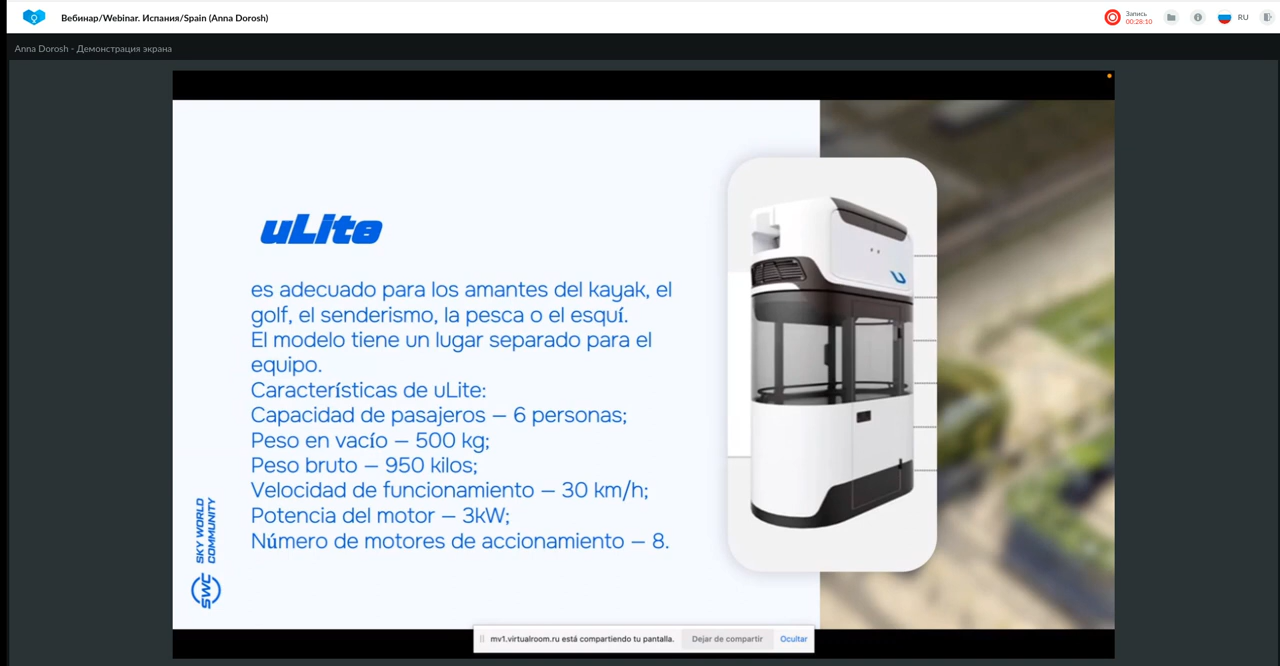 Вебинар/Webinar. Испания/Spain (Anna Dorosh)
Запись
00:28:10
RU
Anna Dorosh - Демонстрация экрана
uLite
es adecuado para los amantes del kayak, el
golf, el senderismo, la pesca o el esquí.
El modelo tiene un lugar separado para el
equipo.
Características de uLite:
Capacidad de pasajeros — 6 personas;
Peso en vacío — 500 kg;
Peso bruto — 950 kilos;
Velocidad de funcionamiento — 30 km/h;
Potencia del motor — 3kW;
Número de motores de accionamiento — 8.
SKY WORLD
COMMUNITY
SWC
mv1.virtualroom.ru está compartiendo tu pantalla.
Dejar de compartir
Ocultar